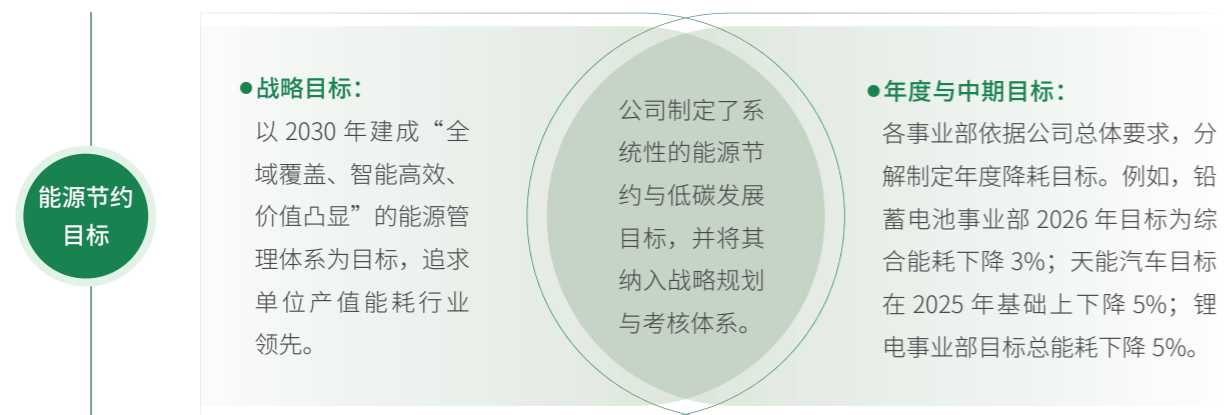 能源节约
目标
●战略目标：
以 2030 年建成“全
域覆盖、智能高效、
价值凸显”的能源管
理体系为目标，追求
单位产值能耗行业
领先。
公司制定了系
统性的能源节
约与低碳发展
目标，并将其
纳入战略规划
与考核体系。
●年度与中期目标：
各事业部依据公司总体要求，分
解制定年度降耗目标。例如，铅
蓄电池事业部 2026 年目标为综
合能耗下降 3%；天能汽车目标
在 2025 年基础上下降 5%；锂
电事业部目标总能耗下降 5%。